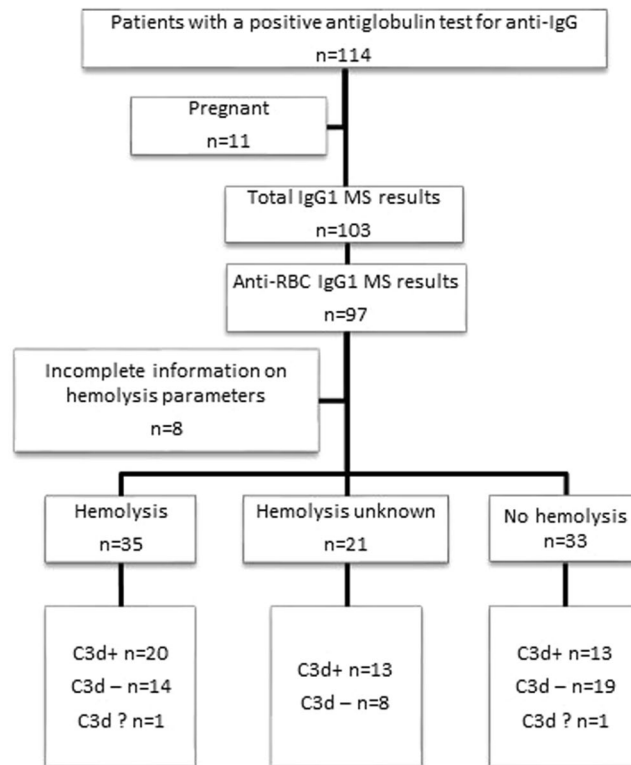 Patients with a positive antiglobulin test for anti-IgG
n=114
Pregnant
n=11
Total IgG1 MS results
n=103
Anti-RBC IgG1 MS results
n=97
Incomplete information on
hemolysis parameters
n=8
Hemolysis
n=35
Hemolysis unknown
n=21
No hemolysis
n=33
C3d+ n=20
C3d – n=14
C3d ? n=1
C3d+ n=13
C3d – n=8
C3d+ n=13
C3d – n=19
C3d ? n=1